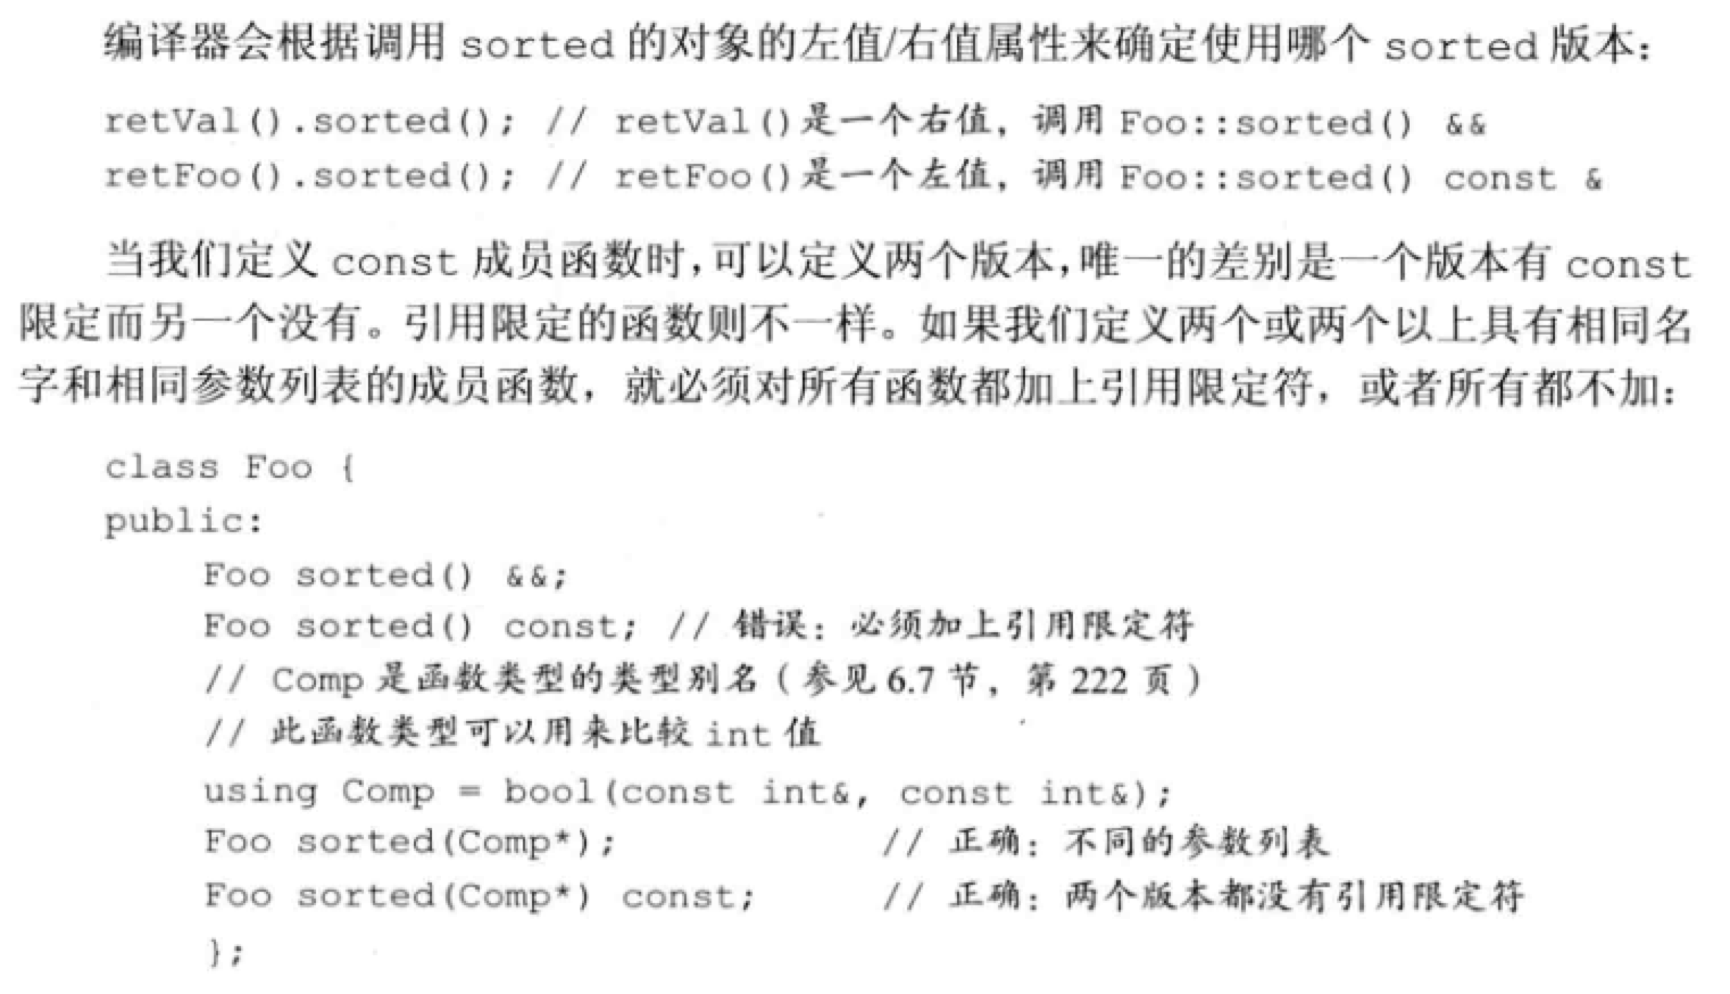 编译器会根据调用 sorted 的对象的左值/右值属性来确定使用哪个 sorted 版本：
retVal().sorted(); // retVal()是一个右值，调用 Foo::sorted() &&
retFoo().sorted(); // retFoo()是一个左值，调用 Foo::sorted() const &
当我们定义 const 成员函数时，可以定义两个版本，唯一的差别是一个版本有 const
限定而另一个没有。引用限定的函数则不一样。如果我们定义两个或两个以上具有相同名
字和相同参数列表的成员函数，就必须对所有函数都加上引用限定符，或者所有都不加：
class Foo {
public:
Foo sorted() &&;
Foo sorted() const; // 错误：必须加上引用限定符
// Comp 是函数类型的类型别名（参见 6.7 节，第 222 页）
// 此函数类型可以用来比较 int 值
using Comp = bool(const int&, const int&);
Foo sorted(Comp*); // 正确：不同的参数列表
Foo sorted(Comp*) const; // 正确：两个版本都没有引用限定符
};